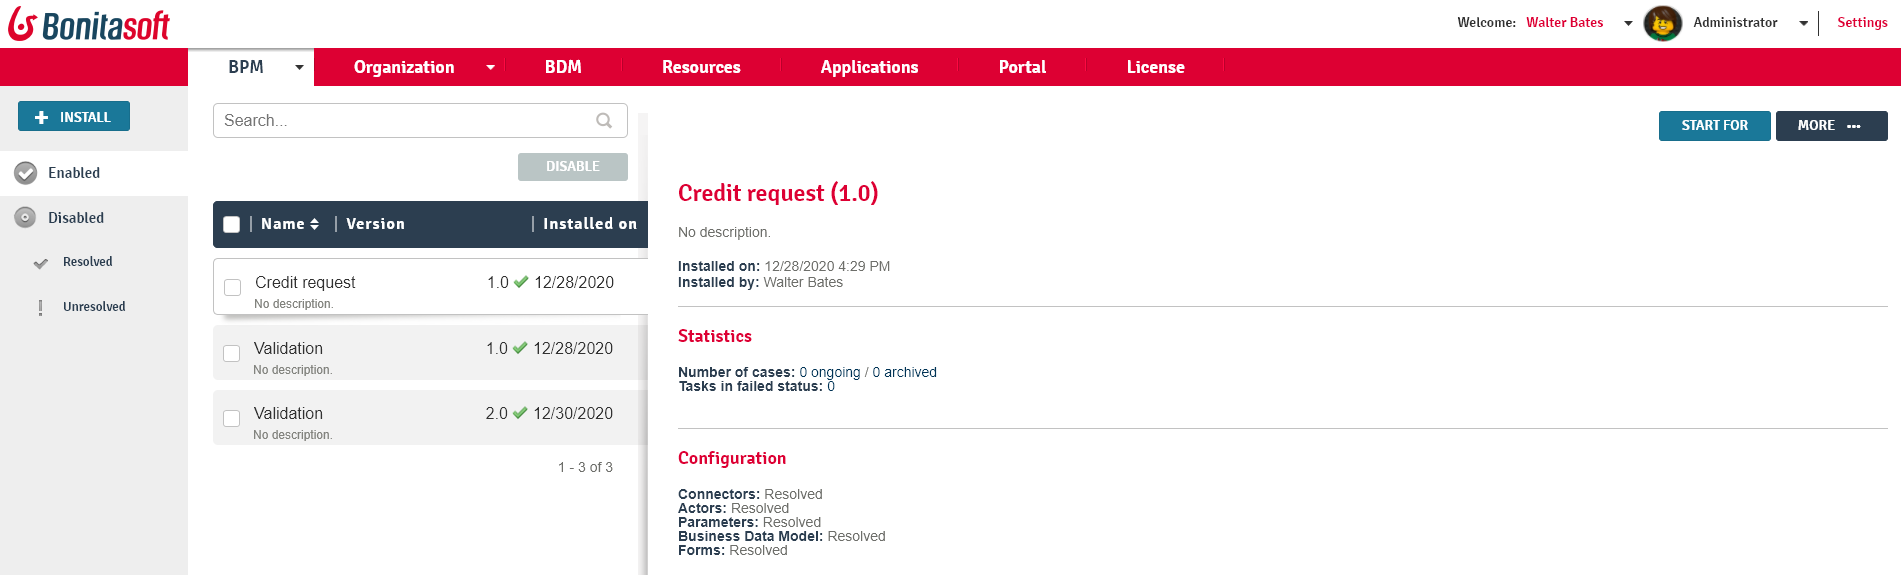 Bonitasoft
Welcome: Walter Bates Administrator Settings
BPM Organization BDM Resources Applications Portal License
INSTALL
Enabled
Disabled
Resolved
Unresolved
Search...
DISABLE
Name Version Installed on
Credit request 1.0 12/28/2020
No description.
Validation 1.0 12/28/2020
No description.
Validation 2.0 12/30/2020
No description.
1 - 3 of 3
START FOR MORE
Credit request (1.0)
No description.
Installed on: 12/28/2020 4:29 PM
Installed by: Walter Bates
Statistics
Number of cases: 0 ongoing / 0 archived
Tasks in failed status: 0
Configuration
Connectors: Resolved
Actors: Resolved
Parameters: Resolved
Business Data Model: Resolved
Forms: Resolved